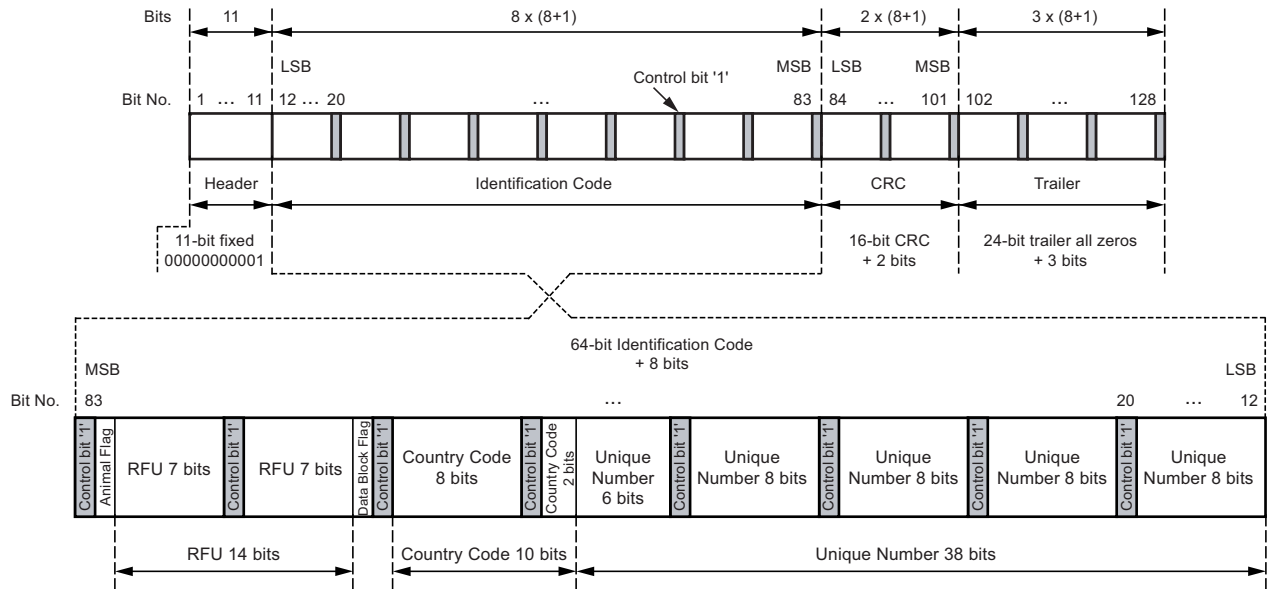 Bits 11 8 x (8+1) 2 x (8+1) 3 x (8+1)
LSB MSB LSB MSB
Control bit '1'
Bit No. 1 ... 11 12 ... 20 ... 83 84 ... 101 102 ... 128
Header Identification Code CRC Trailer
11-bit fixed
00000000001
16-bit CRC
+ 2 bits
24-bit trailer all zeros
+ 3 bits
64-bit Identification Code
+ 8 bits
MSB LSB
Bit No. 83 ... 20 ... 12
Control bit '1'
Animal Flag
RFU 7 bits
Control bit '1'
RFU 7 bits
Data Block Flag
Control bit '1'
Country Code
8 bits
Control bit '1'
Country Code
2 bits
Unique
Number
6 bits
Control bit '1'
Unique
Number 8 bits
Control bit '1'
Unique
Number 8 bits
Control bit '1'
Unique
Number 8 bits
Control bit '1'
Unique
Number 8 bits
RFU 14 bits Country Code 10 bits Unique Number 38 bits